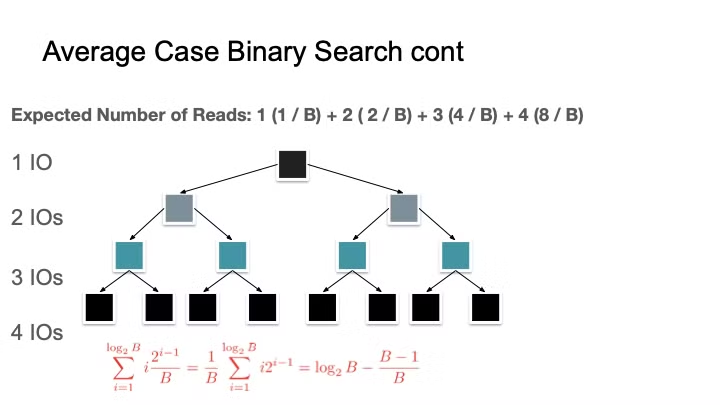 Average Case Binary Search cont
Expected Number of Reads: 1 (1 / B) + 2 ( 2 / B) + 3 (4 / B) + 4 (8 / B)
1 IO
2 IOs
3 IOs
4 IOs
\sum_{i=1}^{\log_2 B} i \frac{2^{i-1}}{B} = \frac{1}{B} \sum_{i=1}^{\log_2 B} i2^{i-1} = \log_2 B - \frac{B-1}{B}